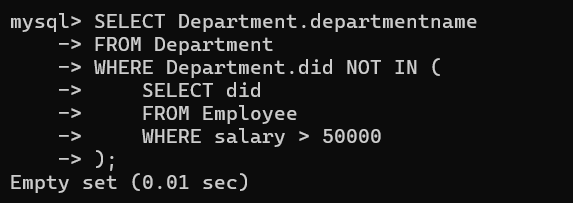 mysql> SELECT Department.departmentname
    -> FROM Department
    -> WHERE Department.did NOT IN (
    ->     SELECT did
    ->     FROM Employee
    ->     WHERE salary > 50000
    -> );
Empty set (0.01 sec)